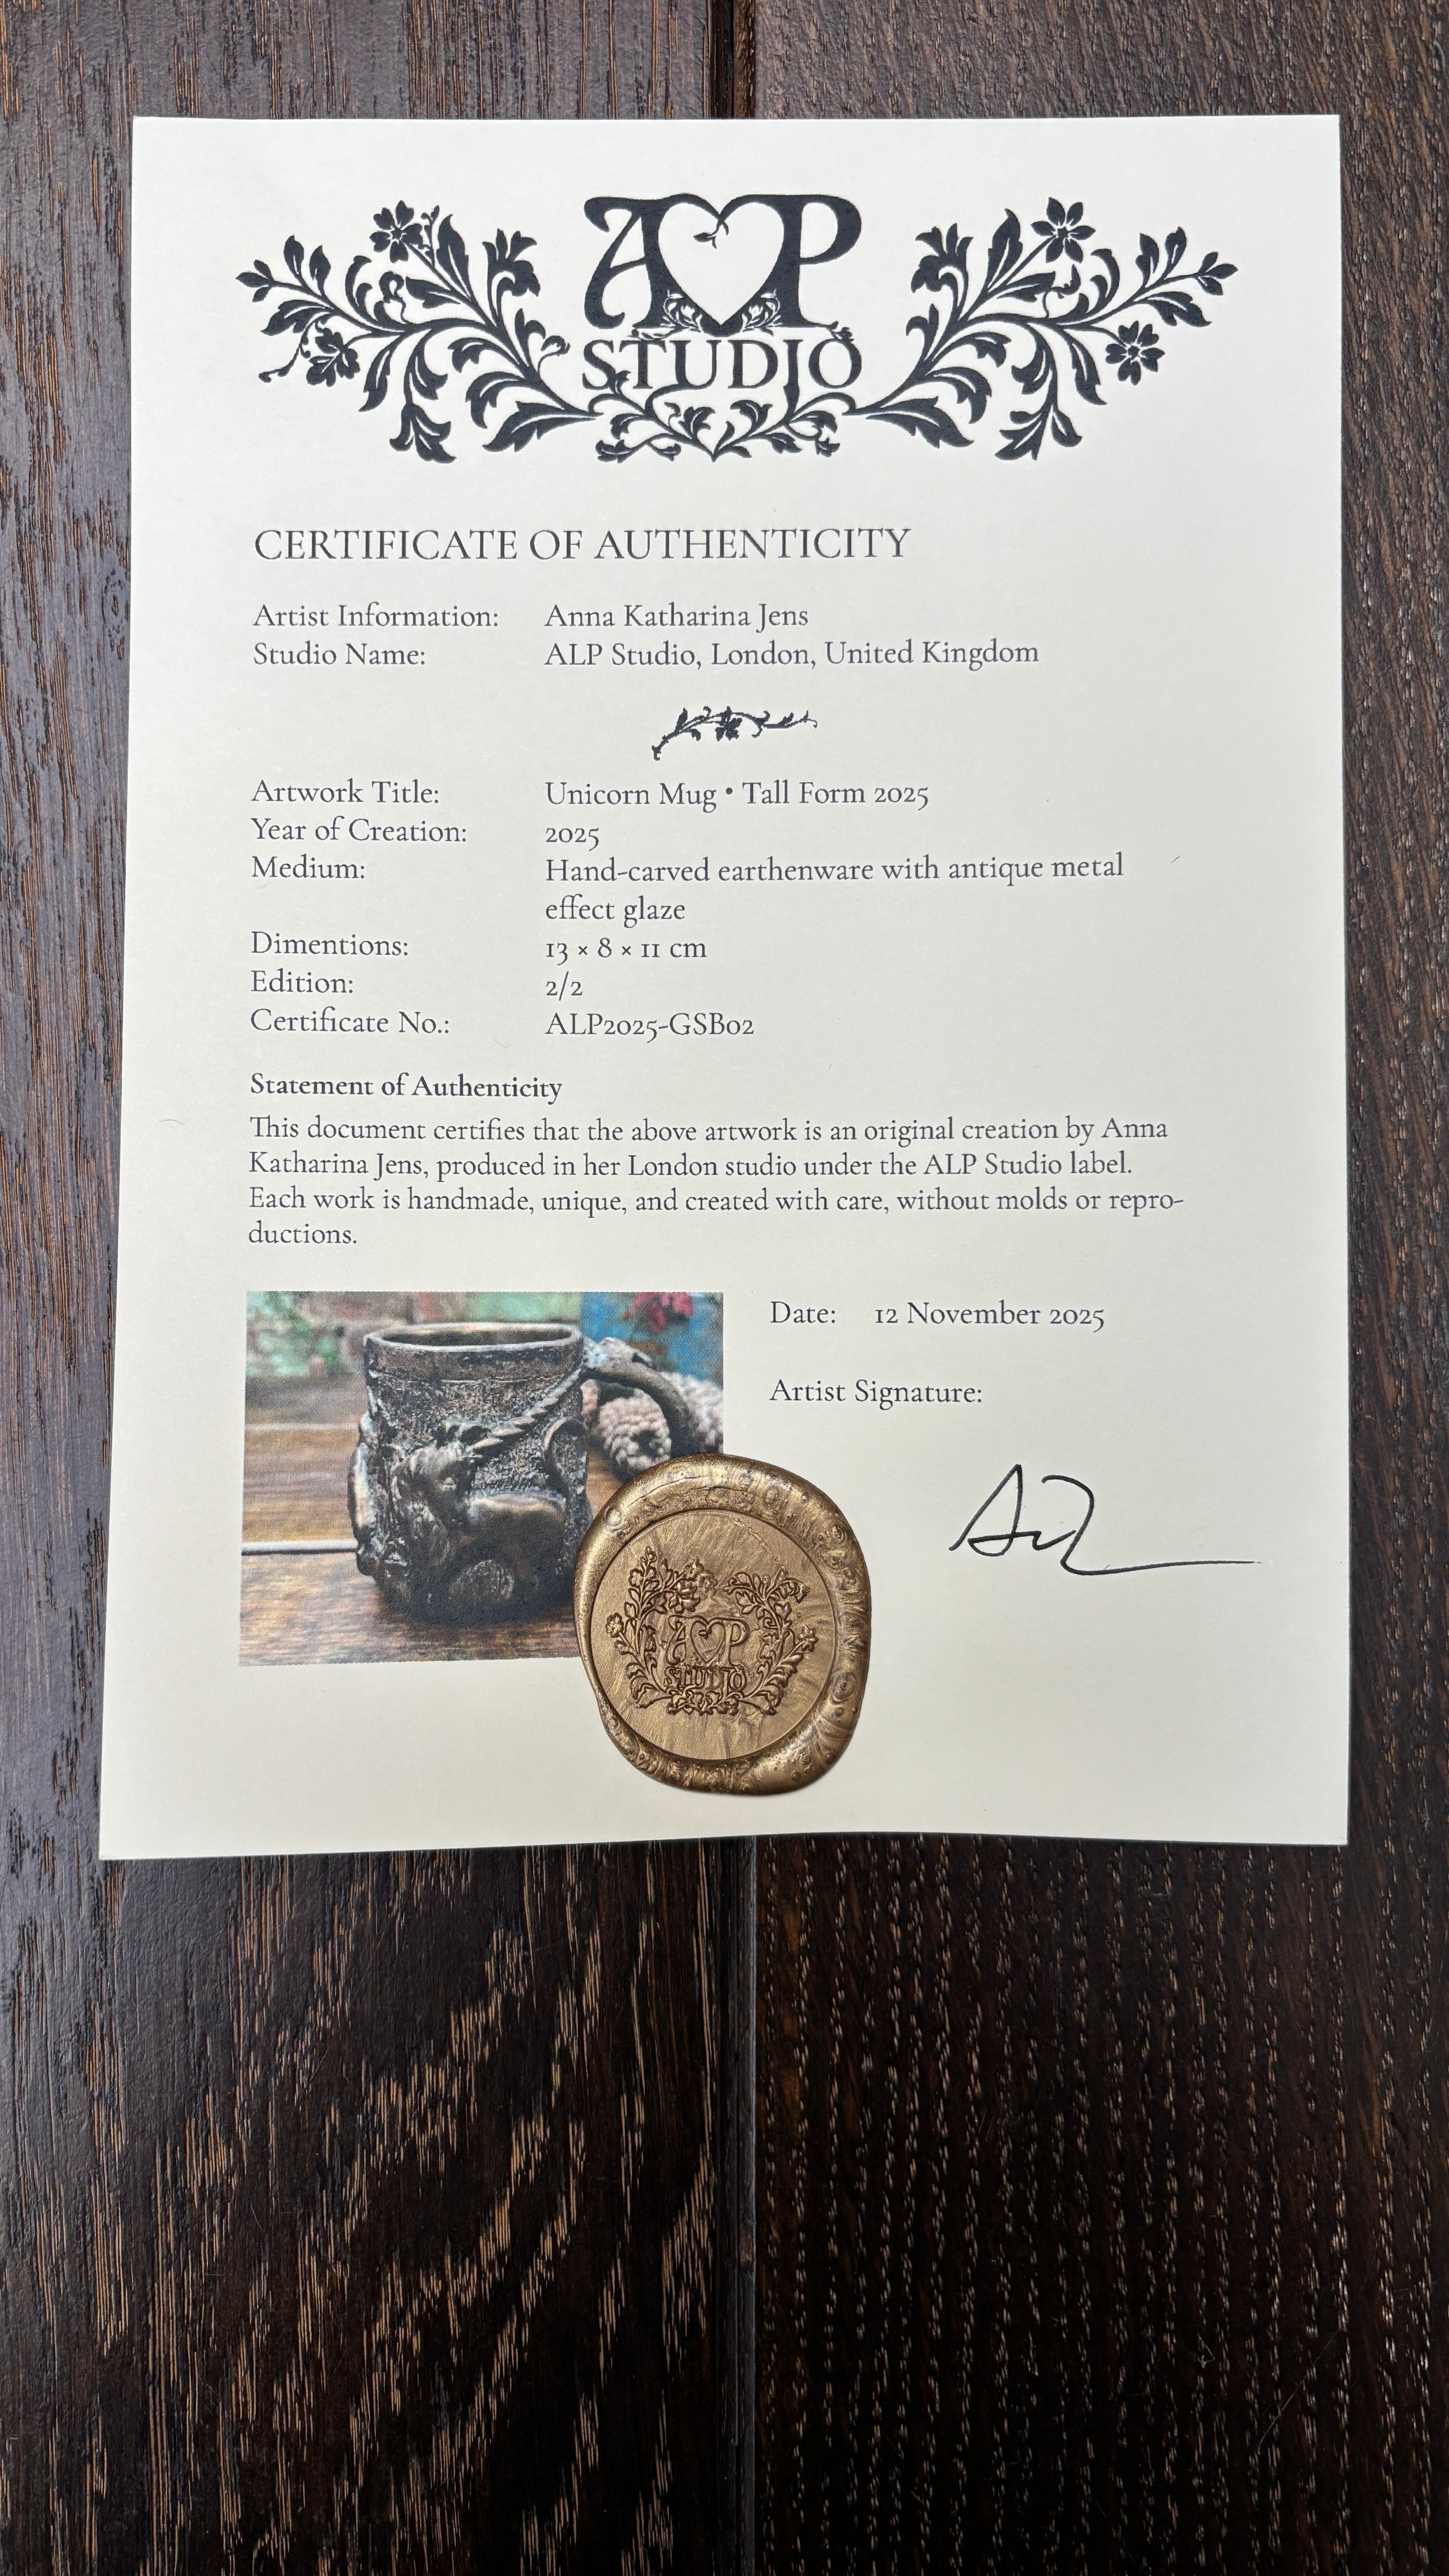 ALP
STUDIO
CERTIFICATE OF AUTHENTICITY
Artist Information: Anna Katharina Jens
Studio Name: ALP Studio, London, United Kingdom
Artwork Title: Unicorn Mug • Tall Form 2025
Year of Creation: 2025
Medium: Hand-carved earthenware with antique metal
effect glaze
Dimentions: 13 × 8 × 11 cm
Edition: 2/2
Certificate No.: ALP2025-GSB02
Statement of Authenticity
This document certifies that the above artwork is an original creation by Anna
Katharina Jens, produced in her London studio under the ALP Studio label.
Each work is handmade, unique, and created with care, without molds or repro-
ductions.
Date: 12 November 2025
Artist Signature:
ALP
STUDIO